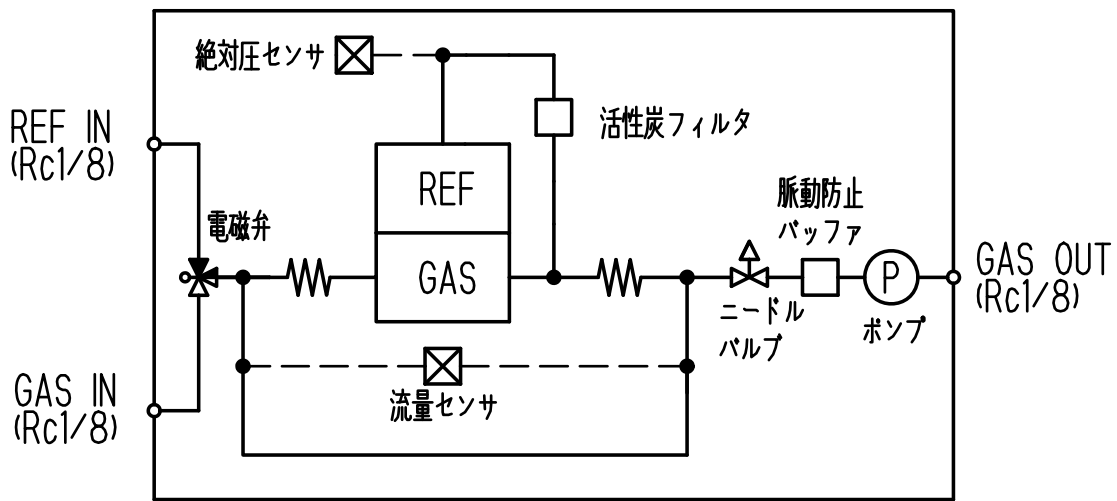 絶対圧センサ
REF IN
(Rc1/8)
活性炭フィルタ
REF
電磁弁
GAS
脈動防止
バッファ
P
GAS OUT
(Rc1/8)
ニードル
バルブ
ポンプ
GAS IN
(Rc1/8)
流量センサ